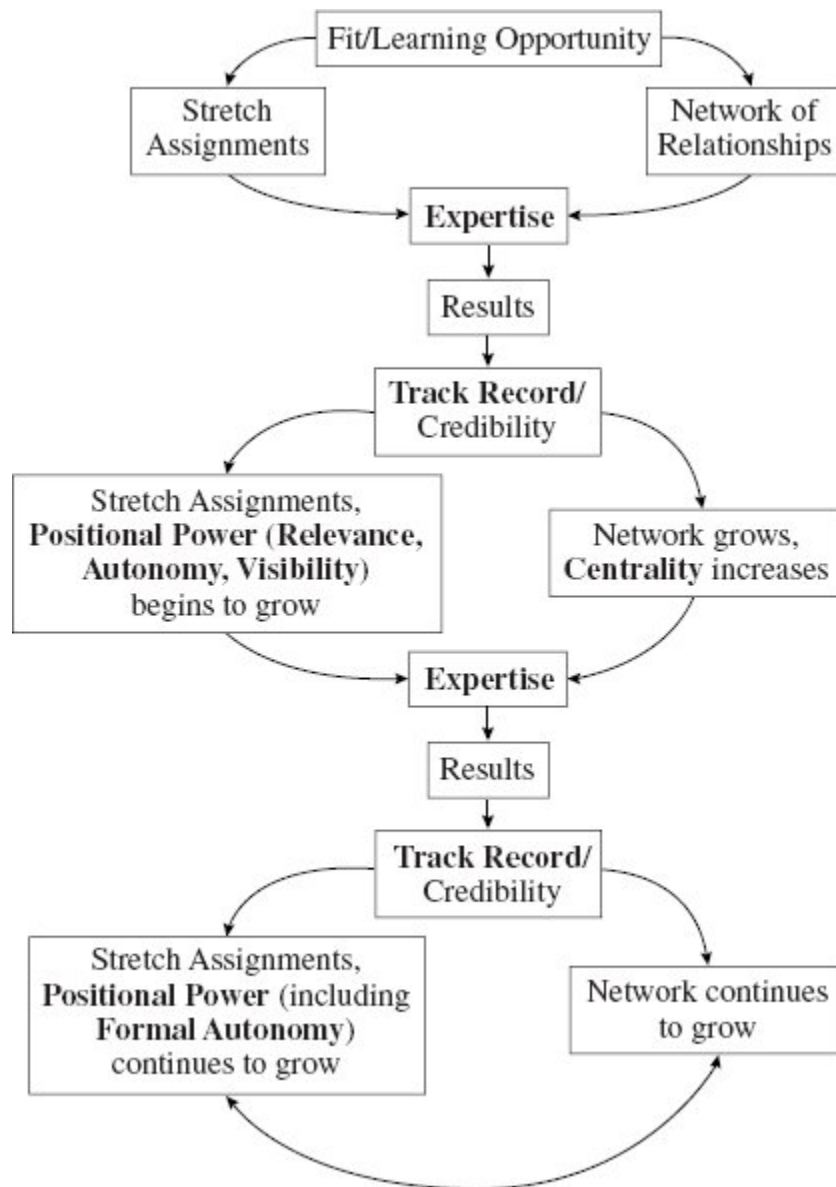 Fit/Learning Opportunity
Stretch
Assignments
Network of
Relationships
Expertise
Results
Track Record/
Credibility
Stretch Assignments,
Positional Power (Relevance,
Autonomy, Visibility)
begins to grow
Network grows,
Centrality increases
Expertise
Results
Track Record/
Credibility
Stretch Assignments,
Positional Power (including
Formal Autonomy)
continues to grow
Network continues
to grow